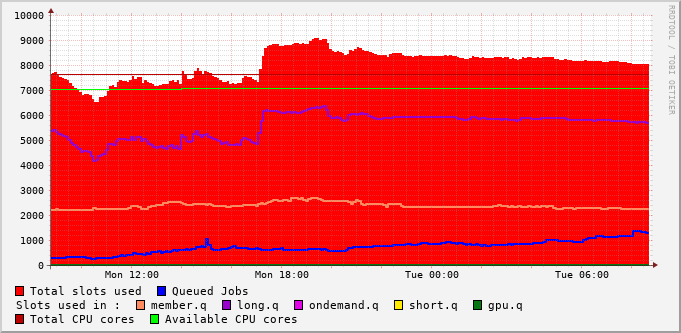 10000
9000
8000
7000
6000
5000
4000
3000
2000
1000
0
Mon 12:00 Mon 18:00 Tue 00:00 Tue 06:00
RRDTOOL / TOBI OETIKER
Total slots used Queued Jobs
Slots used in : member.q long.q ondemand.q short.q gpu.q
Total CPU cores Available CPU cores